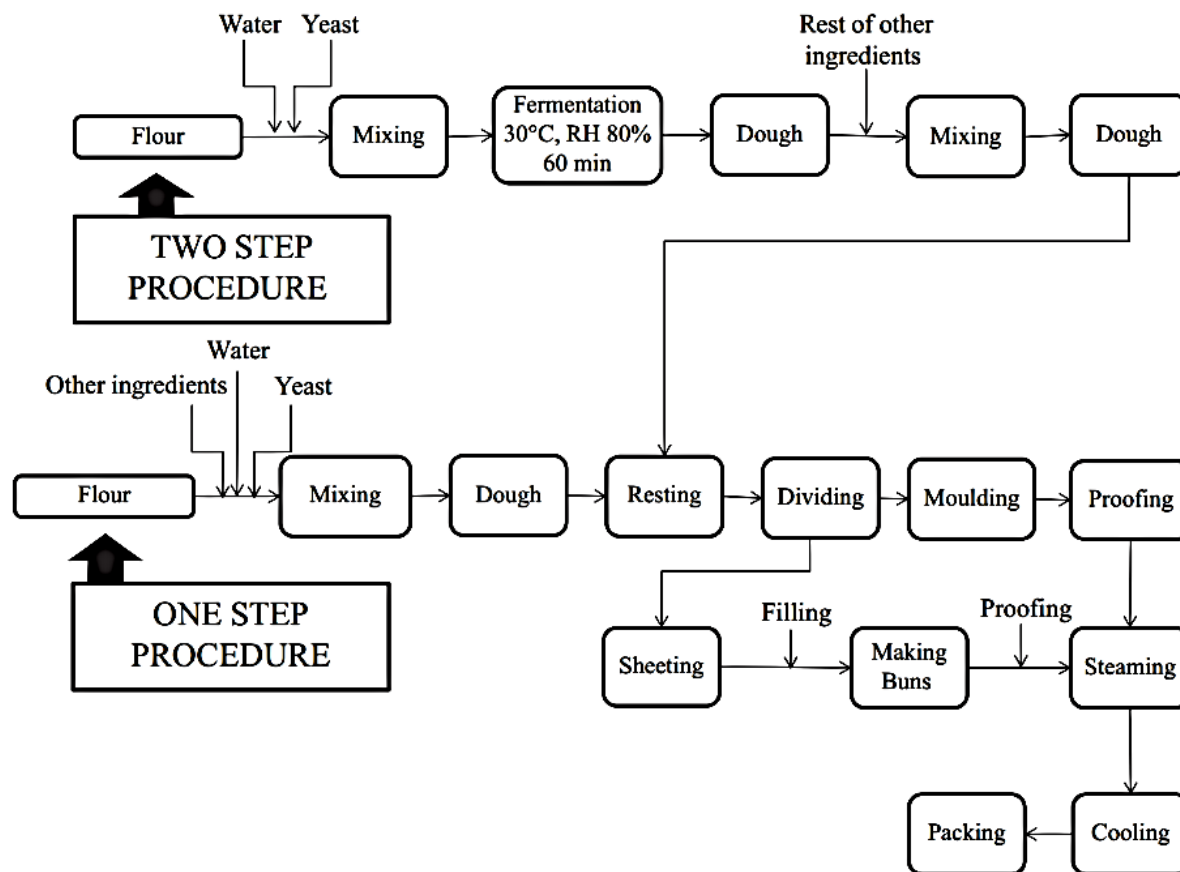 Water
Yeast
Rest of other
ingredients
Flour
Mixing
Fermentation
30°C, RH 80%
60 min
Dough
Mixing
Dough
TWO STEP
PROCEDURE
Water
Other ingredients
Yeast
Flour
Mixing
Dough
Resting
Dividing
Moulding
Proofing
ONE STEP
PROCEDURE
Filling
Proofing
Sheeting
Making
Buns
Steaming
Packing
Cooling